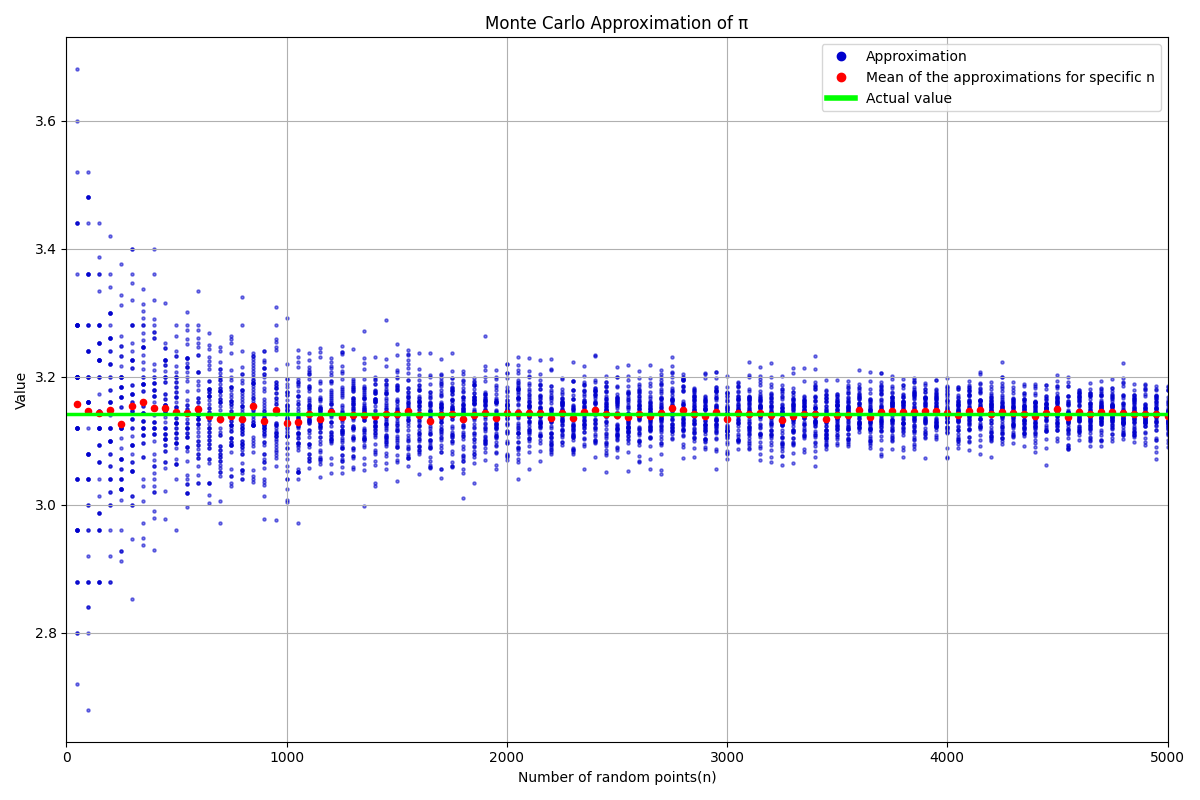 Monte Carlo Approximation of π
Approximation
Mean of the approximations for specific n
Actual value
Value
3.6
3.4
3.2
3.0
2.8
0 1000 2000 3000 4000 5000
Number of random points(n)